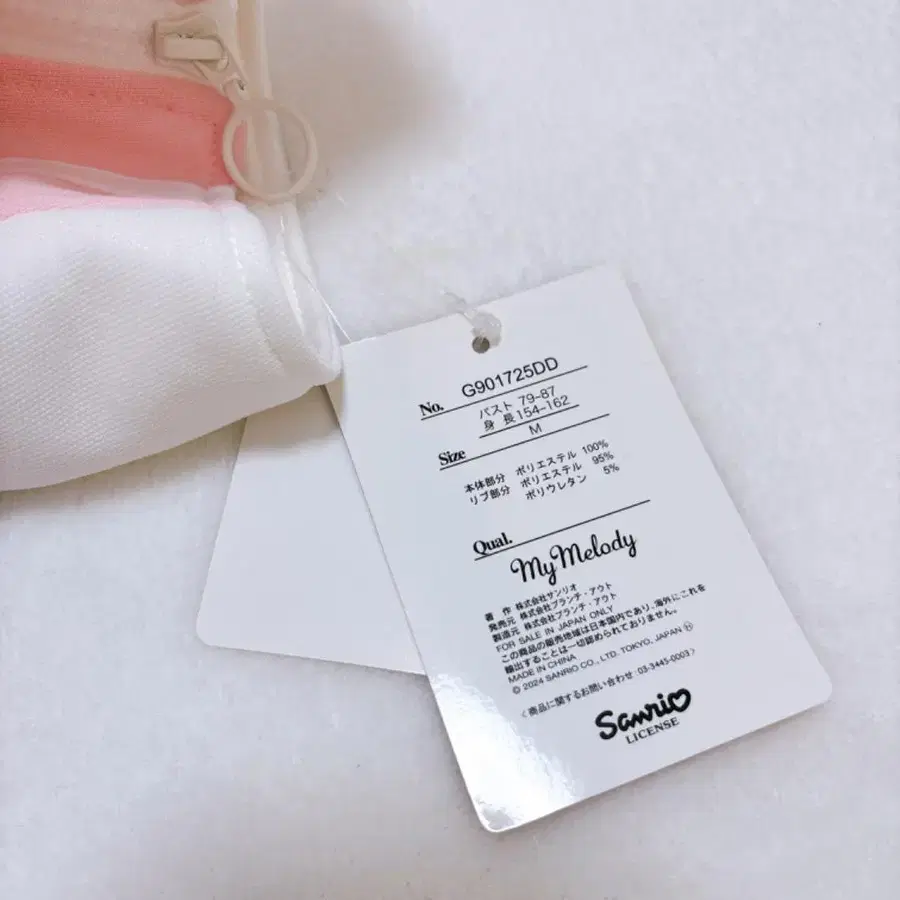 No. G901725DD
バスト 79-87
身 長 154-162
Size M
本体部分 ポリエステル 100%
リブ部分 ポリエステル 95%
ポリウレタン 5%
Qual.
My Melody
著 作 株式会社サンリオ
発売元 株式会社ブランチ・アウト
製造元 株式会社ブランチ・アウト
FOR SALE IN JAPAN ONLY
この商品の販売地域は日本国内であり、海外にこれを
輸出することは一切認められておりません。
MADE IN CHINA
© 2024 SANRIO CO., LTD. TOKYO, JAPAN Ⓗ
〈商品に関するお問い合わせ:03-3445-0003〉
Sanrio
LICENSE